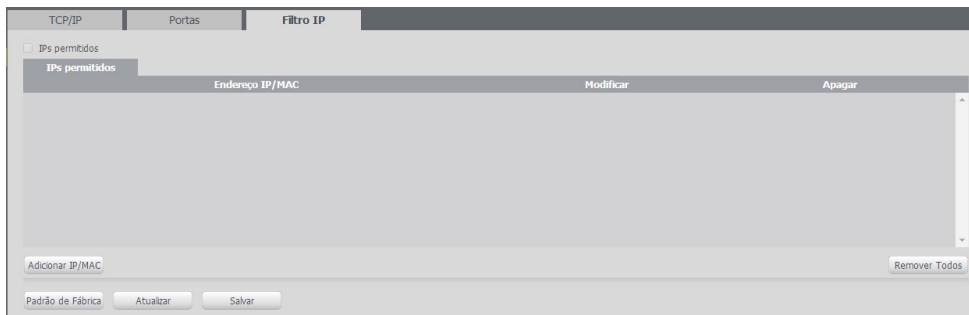 TCP/IP Portas Filtro IP
IPs permitidos
IPs permitidos
Endereço IP/MAC Modificar Apagar
Adicionar IP/MAC Remover Todos
Padrão de Fábrica Atualizar Salvar